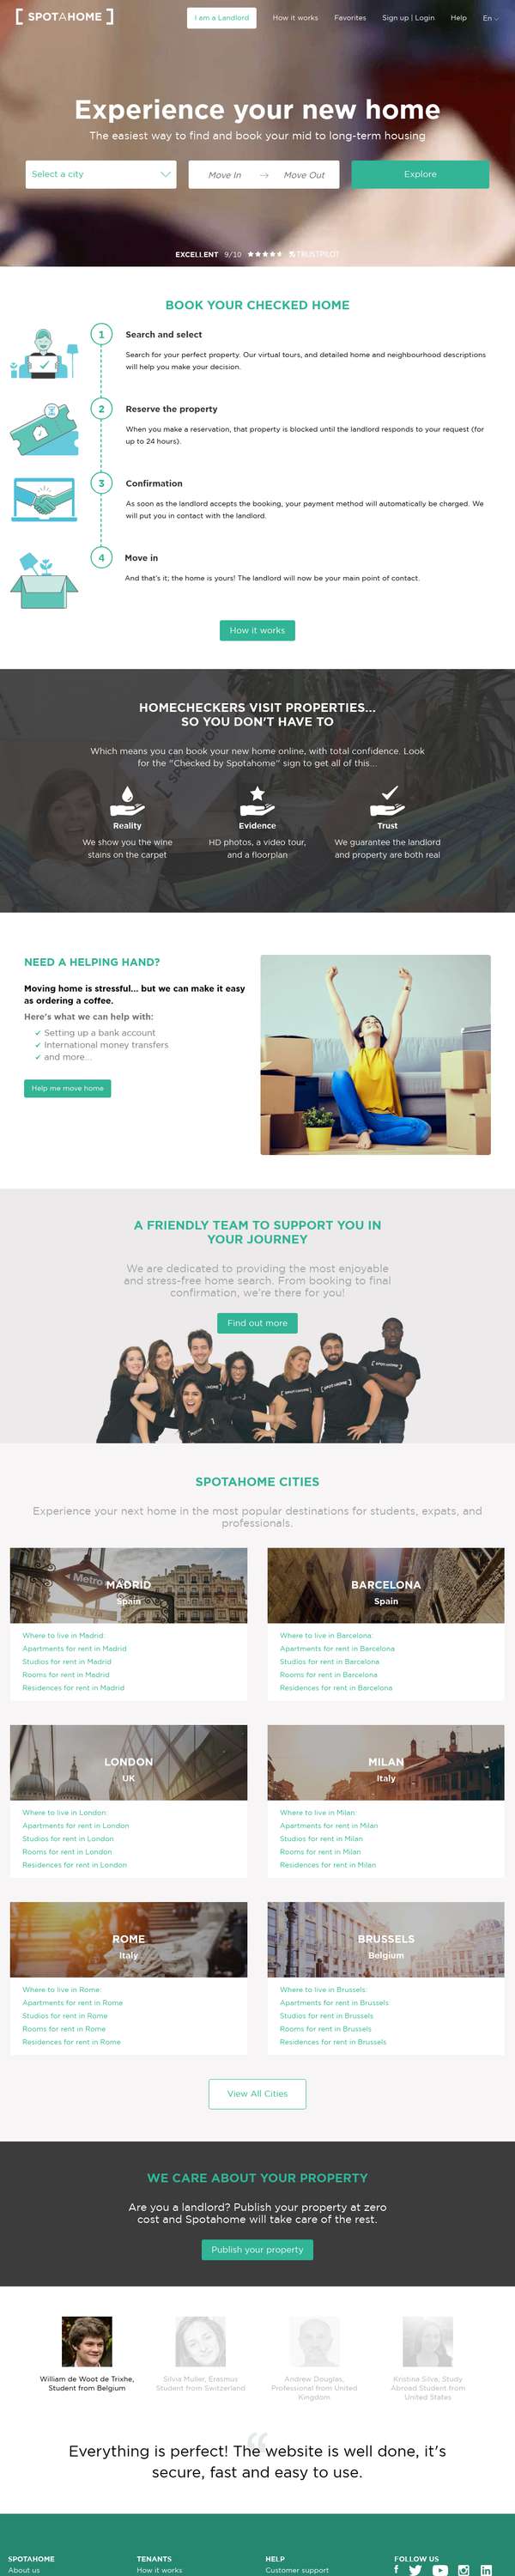 [ SPOTAHOME ]
I am a Landlord
How it works
Favorites
Sign up | Login
Help
En
Experience your new home
The easiest way to find and book your mid to long-term housing
Select a city
Move In → Move Out
Explore
EXCELLENT 9/10 ★★★★★ TRUSTPILOT
BOOK YOUR CHECKED HOME
1
Search and select
Search for your perfect property. Our virtual tours, and detailed home and neighbourhood descriptions
will help you make your decision.
2
Reserve the property
When you make a reservation, that property is blocked until the landlord responds to your request (for
up to 24 hours).
3
Confirmation
As soon as the landlord accepts the booking, your payment method will automatically be charged. We
will put you in contact with the landlord.
4
Move in
And that's it; the home is yours! The landlord will now be your main point of contact.
How it works
HOMECHECKERS VISIT PROPERTIES...
SO YOU DON'T HAVE TO
Which means you can book your new home online, with total confidence. Look
for the "Checked by Spotahome" sign to get all of this...
Reality
We show you the wine
stains on the carpet
Evidence
HD photos, a video tour,
and a floorplan
Trust
We guarantee the landlord
and property are both real
NEED A HELPING HAND?
Moving home is stressful... but we can make it easy
as ordering a coffee.
Here's what we can help with:
✓ Setting up a bank account
✓ International money transfers
✓ and more...
Help me move home
A FRIENDLY TEAM TO SUPPORT YOU IN
YOUR JOURNEY
We are dedicated to providing the most enjoyable
and stress-free home search. From booking to final
confirmation, we're there for you!
Find out more
SPOTAHOME CITIES
Experience your next home in the most popular destinations for students, expats, and
professionals.
Metro
MADRID
Spain
Where to live in Madrid:
Apartments for rent in Madrid
Studios for rent in Madrid
Rooms for rent in Madrid
Residences for rent in Madrid
BARCELONA
Spain
Where to live in Barcelona:
Apartments for rent in Barcelona
Studios for rent in Barcelona
Rooms for rent in Barcelona
Residences for rent in Barcelona
LONDON
UK
Where to live in London:
Apartments for rent in London
Studios for rent in London
Rooms for rent in London
Residences for rent in London
MILAN
Italy
Where to live in Milan:
Apartments for rent in Milan
Studios for rent in Milan
Rooms for rent in Milan
Residences for rent in Milan
ROME
Italy
Where to live in Rome:
Apartments for rent in Rome
Studios for rent in Rome
Rooms for rent in Rome
Residences for rent in Rome
BRUSSELS
Belgium
Where to live in Brussels:
Apartments for rent in Brussels
Studios for rent in Brussels
Rooms for rent in Brussels
Residences for rent in Brussels
View All Cities
WE CARE ABOUT YOUR PROPERTY
Are you a landlord? Publish your property at zero
cost and Spotahome will take care of the rest.
Publish your property
William de Woot de Trixhe,
Student from Belgium
Silvia Muller, Erasmus
Student from Switzerland
Andrew Douglas,
Professional from United
Kingdom
Kristina Silva, Study
Abroad Student from
United States
“
Everything is perfect! The website is well done, it's
secure, fast and easy to use.
SPOTAHOME
About us
TENANTS
How it works
HELP
Customer support
FOLLOW US